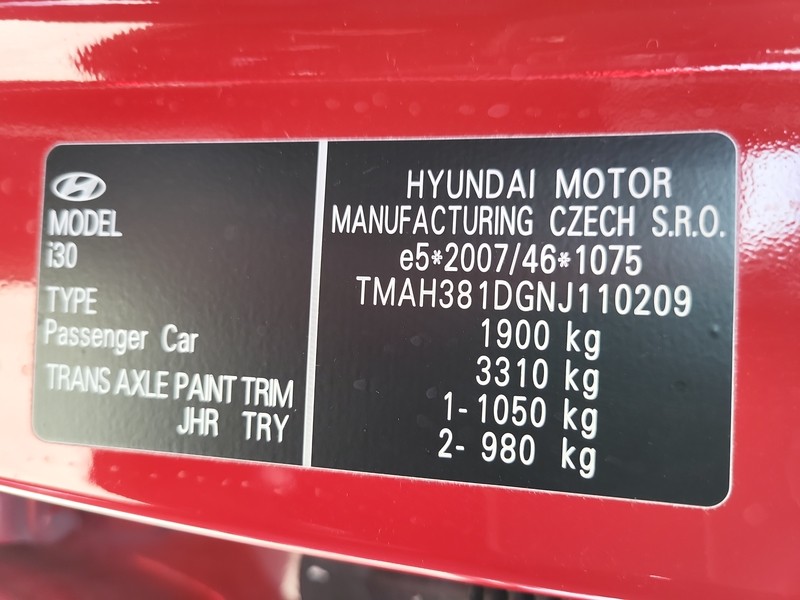 MODEL
i30
TYPE
Passenger Car
TRANS AXLE PAINT TRIM
JHR TRY
HYUNDAI MOTOR
MANUFACTURING CZECH S.R.O.
e5*2007/46*1075
TMAH381DGNJ110209
1900 kg
3310 kg
1- 1050 kg
2- 980 kg